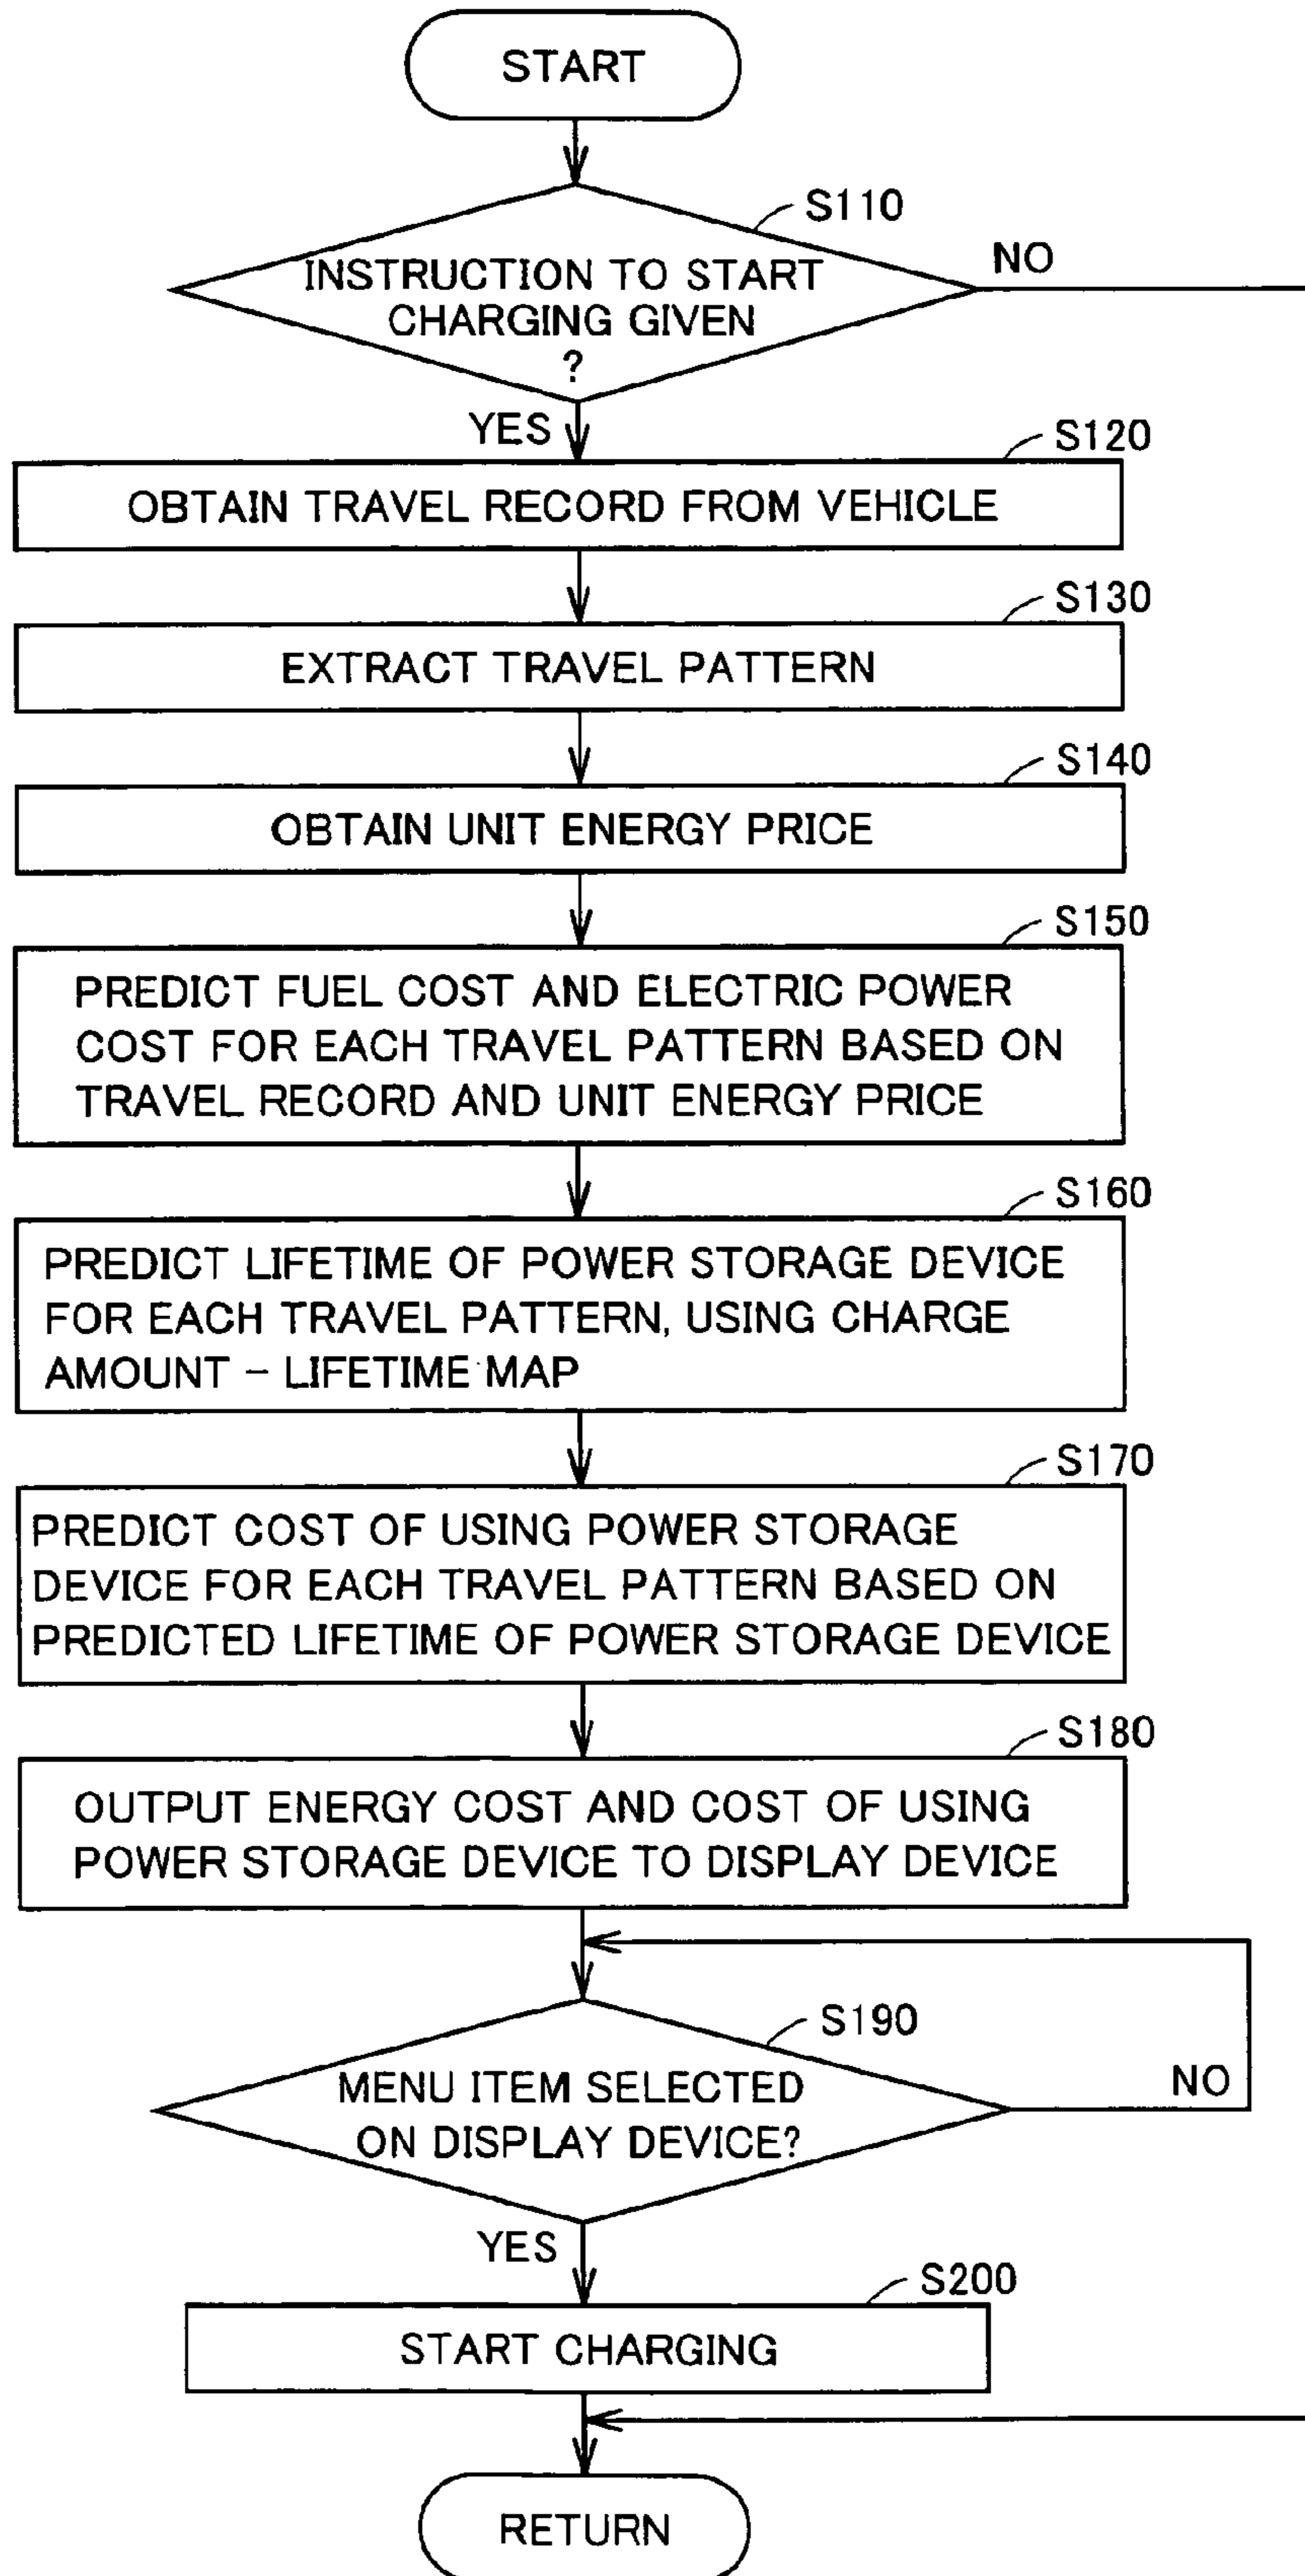 START
S110
INSTRUCTION TO START
CHARGING GIVEN
?
NO
YES
S120
OBTAIN TRAVEL RECORD FROM VEHICLE
S130
EXTRACT TRAVEL PATTERN
S140
OBTAIN UNIT ENERGY PRICE
S150
PREDICT FUEL COST AND ELECTRIC POWER
COST FOR EACH TRAVEL PATTERN BASED ON
TRAVEL RECORD AND UNIT ENERGY PRICE
S160
PREDICT LIFETIME OF POWER STORAGE DEVICE
FOR EACH TRAVEL PATTERN, USING CHARGE
AMOUNT – LIFETIME MAP
S170
PREDICT COST OF USING POWER STORAGE
DEVICE FOR EACH TRAVEL PATTERN BASED ON
PREDICTED LIFETIME OF POWER STORAGE DEVICE
S180
OUTPUT ENERGY COST AND COST OF USING
POWER STORAGE DEVICE TO DISPLAY DEVICE
S190
MENU ITEM SELECTED
ON DISPLAY DEVICE?
NO
YES
S200
START CHARGING
RETURN